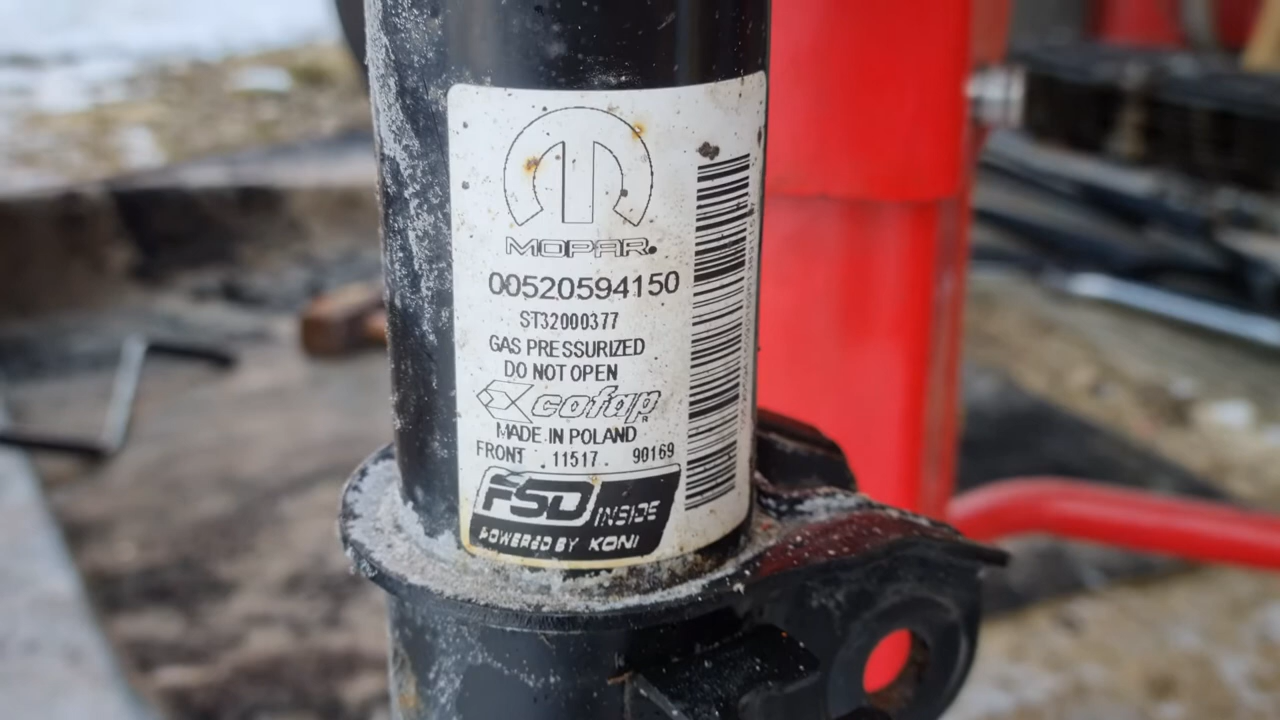 MOPAR
00520594150
ST32000377
GAS PRESSURIZED
DO NOT OPEN
cofap
MADE IN POLAND
FRONT 11517 90169
FSD INSIDE
POWERED BY KONI